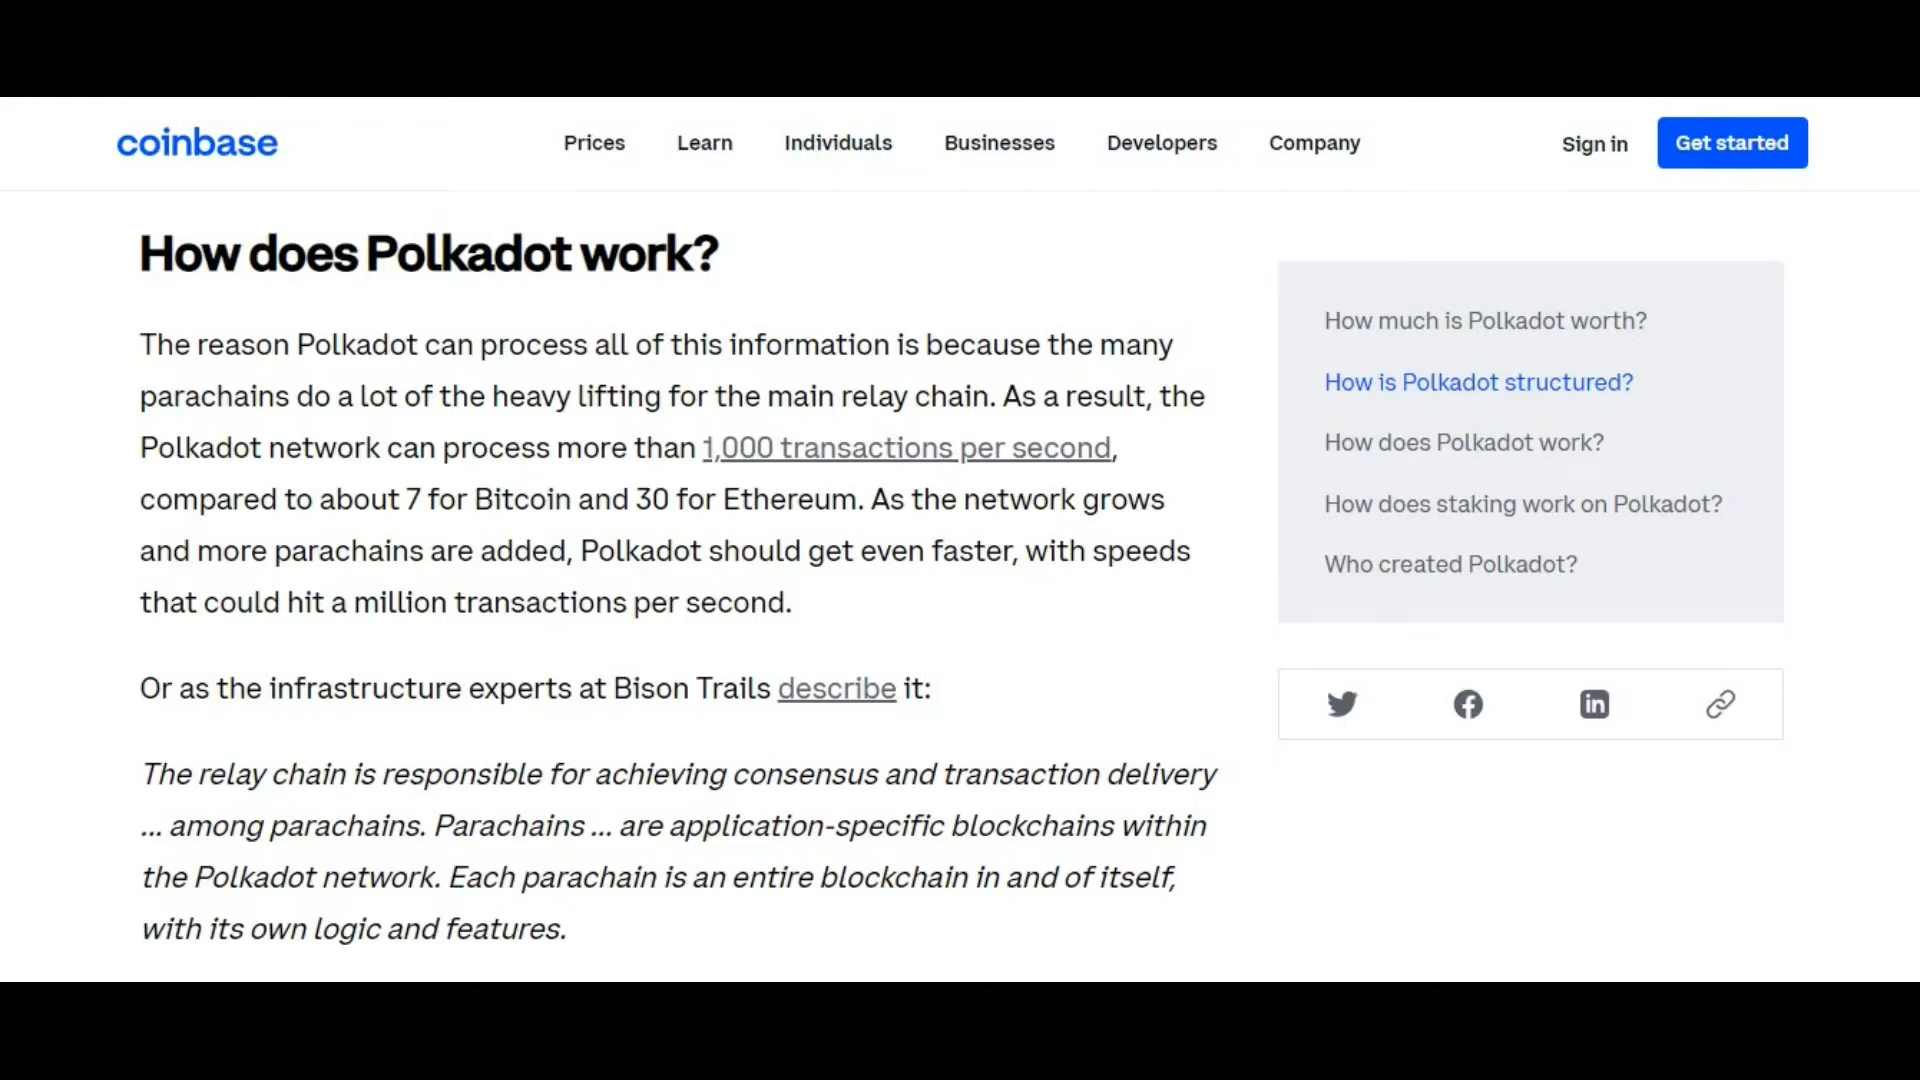 coinbase
Prices
Learn
Individuals
Businesses
Developers
Company
Sign in
Get started
How does Polkadot work?
The reason Polkadot can process all of this information is because the many
parachains do a lot of the heavy lifting for the main relay chain. As a result, the
Polkadot network can process more than 1,000 transactions per second,
compared to about 7 for Bitcoin and 30 for Ethereum. As the network grows
and more parachains are added, Polkadot should get even faster, with speeds
that could hit a million transactions per second.
Or as the infrastructure experts at Bison Trails describe it:
The relay chain is responsible for achieving consensus and transaction delivery
... among parachains. Parachains ... are application-specific blockchains within
the Polkadot network. Each parachain is an entire blockchain in and of itself,
with its own logic and features.
How much is Polkadot worth?
How is Polkadot structured?
How does Polkadot work?
How does staking work on Polkadot?
Who created Polkadot?